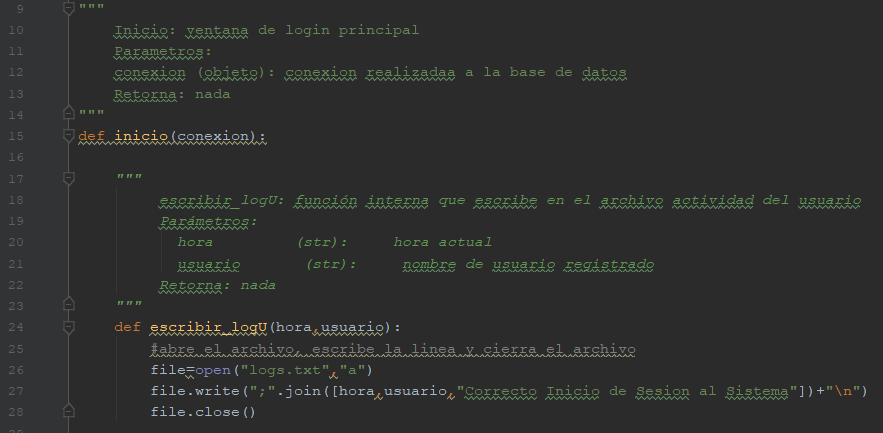 9 """
10 Inicio: ventana de login principal
11 Parametros:
12 conexion (objeto): conexion realizadaa a la base de datos
13 Retorna: nada
14 """
15 def inicio(conexion):
16
17 """
18 escribir_logU: función interna que escribe en el archivo actividad del usuario
19 Parámetros:
20 hora (str): hora actual
21 usuario (str): nombre de usuario registrado
22 Retorna: nada
23 """
24 def escribir_logU(hora,usuario):
25 #abre el archivo, escribe la linea y cierra el archivo
26 file=open("logs.txt","a")
27 file.write(";".join([hora,usuario,"Correcto Inicio de Sesion al Sistema"])+"\n")
28 file.close()